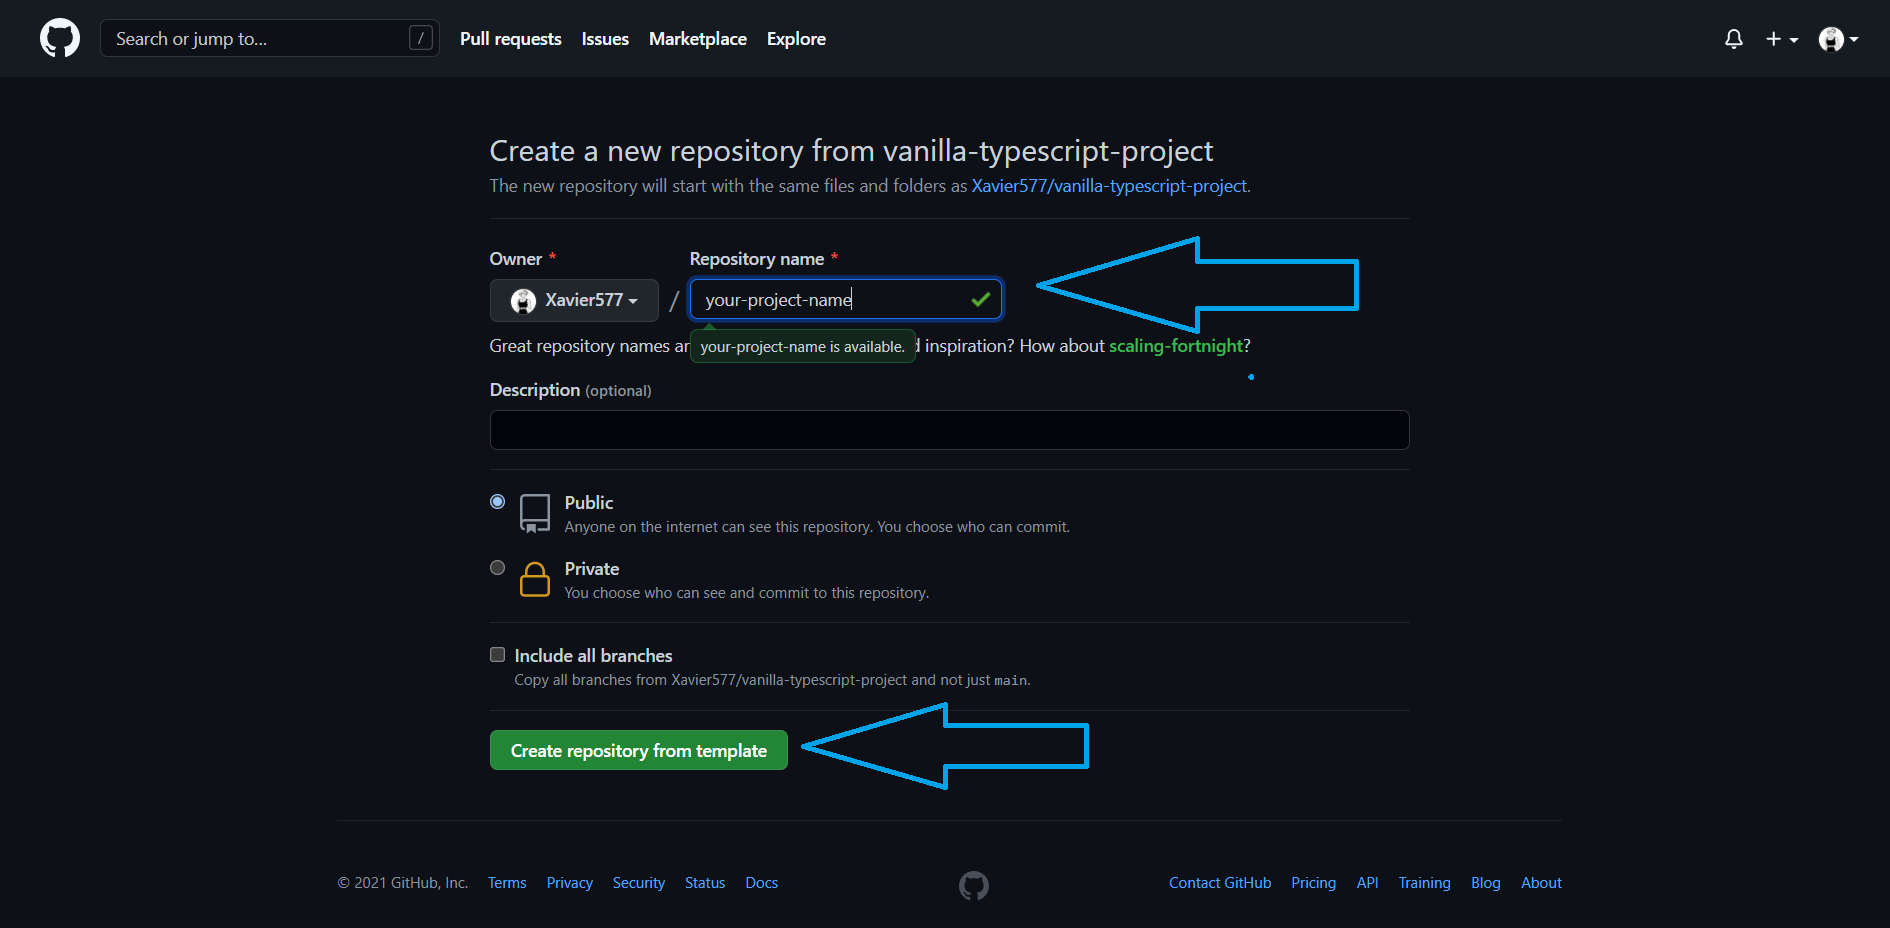 Search or jump to... / Pull requests Issues Marketplace Explore
Create a new repository from vanilla-typescript-project
The new repository will start with the same files and folders as Xavier577/vanilla-typescript-project.
Owner * Repository name *
Xavier577 / your-project-name
Great repository names ar your-project-name is available. d inspiration? How about scaling-fortnight?
Description (optional)
Public
Anyone on the internet can see this repository. You choose who can commit.
Private
You choose who can see and commit to this repository.
Include all branches
Copy all branches from Xavier577/vanilla-typescript-project and not just main.
Create repository from template
© 2021 GitHub, Inc. Terms Privacy Security Status Docs Contact GitHub Pricing API Training Blog About